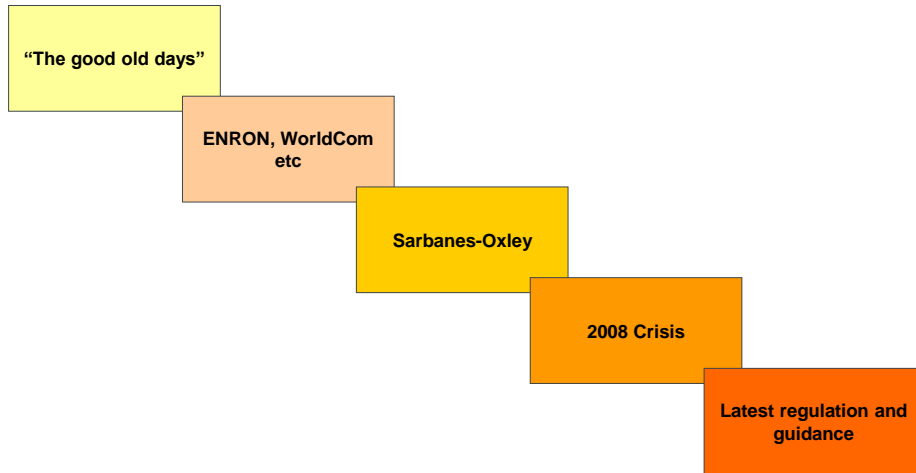 “The good old days”
ENRON, WorldCom
etc
Sarbanes-Oxley
2008 Crisis
Latest regulation and
guidance